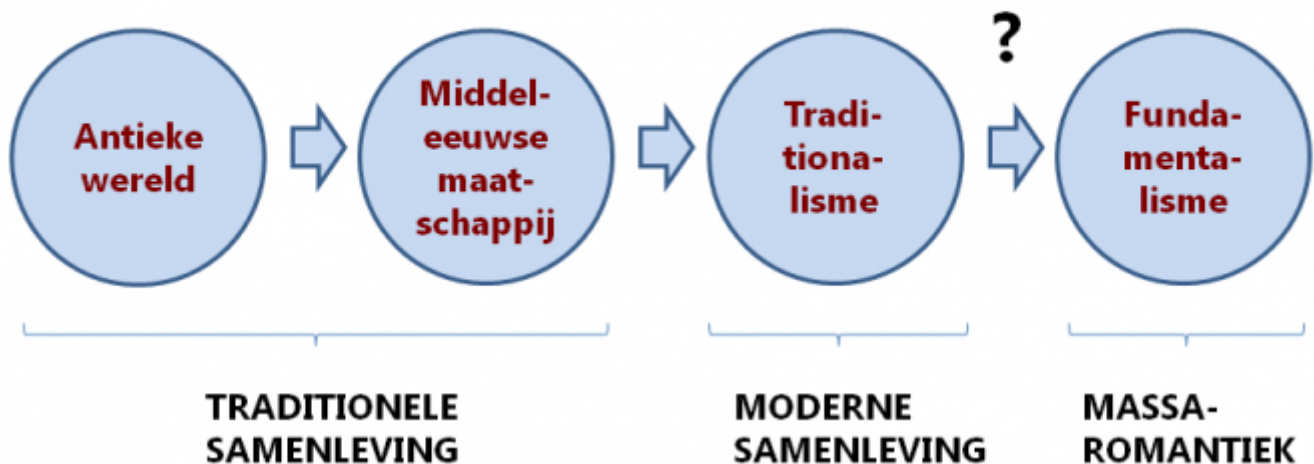 Antieke
wereld
Middel-
eeuwse
maat-
schappij
Tradi-
tiona-
lisme
?
Funda-
menta-
lisme
TRADITIONELE
SAMENLEVING
MODERNE
SAMENLEVING
MASSA-
ROMANTIEK